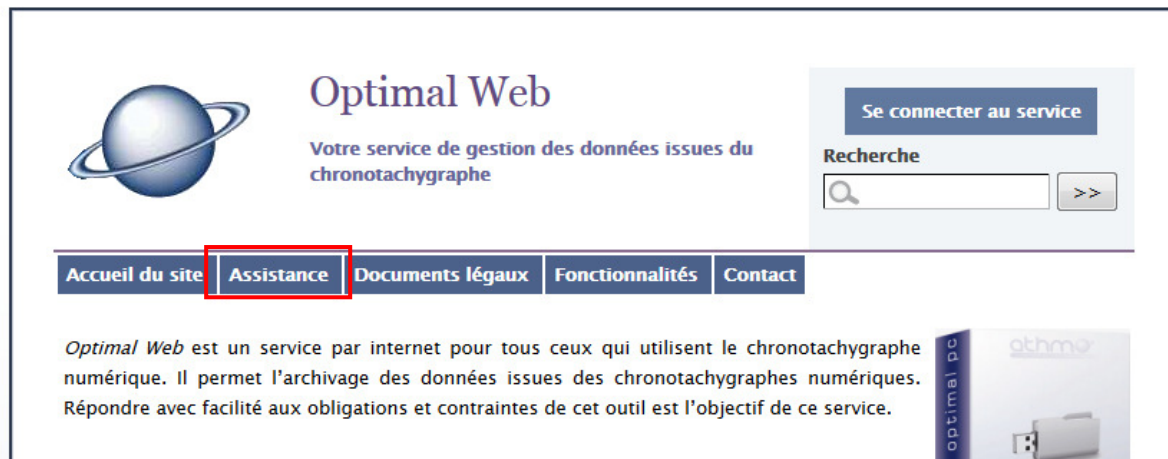 Optimal Web
Votre service de gestion des données issues du
chronotachygraphe
Se connecter au service
Recherche
>>
Accueil du site Assistance Documents légaux Fonctionnalités Contact
Optimal Web est un service par internet pour tous ceux qui utilisent le chronotachygraphe
numérique. Il permet l'archivage des données issues des chronotachygraphes numériques.
Répondre avec facilité aux obligations et contraintes de cet outil est l'objectif de ce service.
athmo
optimal pc